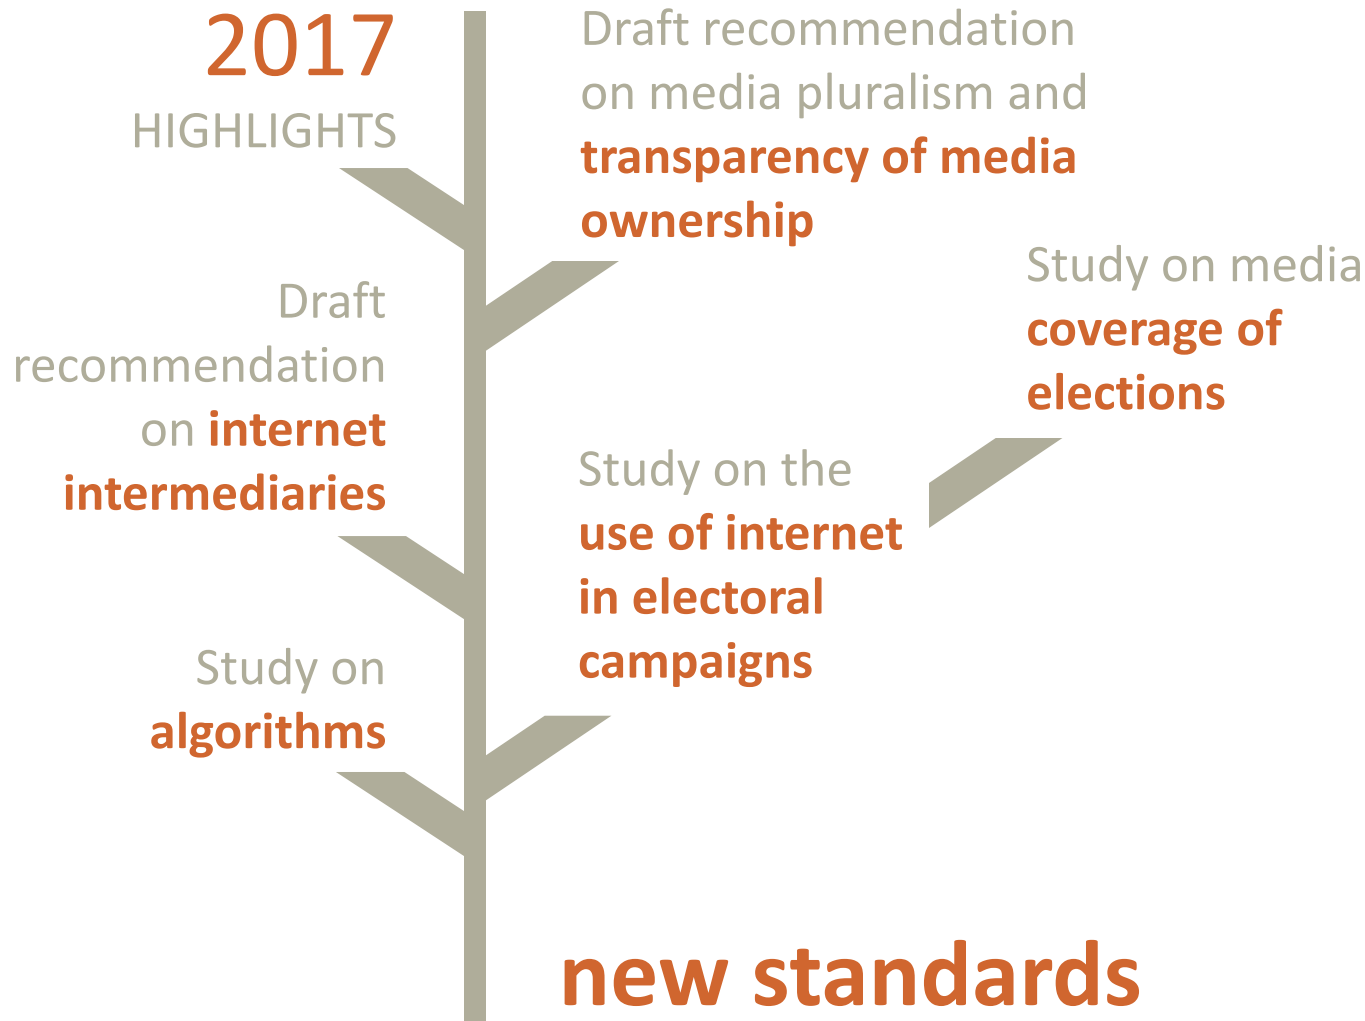 2017
HIGHLIGHTS
Draft recommendation
on media pluralism and
transparency of media
ownership
Study on media
coverage of
elections
Draft
recommendation
on internet
intermediaries
Study on the
use of internet
in electoral
campaigns
Study on
algorithms
new standards